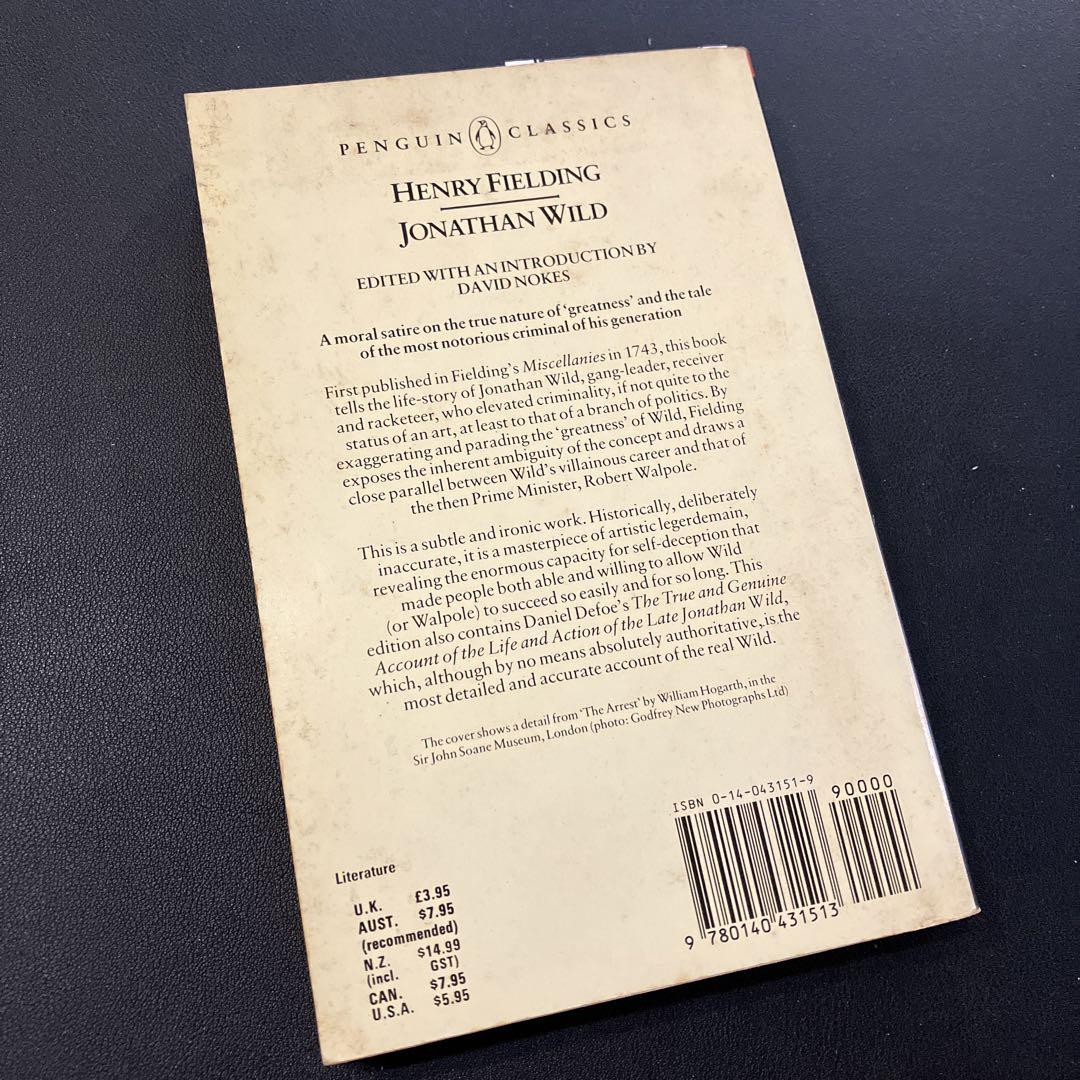 PENGUIN CLASSICS
HENRY FIELDING
JONATHAN WILD
EDITED WITH AN INTRODUCTION BY
DAVID NOKES
A moral satire on the true nature of ‘greatness’ and the tale
of the most notorious criminal of his generation
First published in Fielding’s Miscellanies in 1743, this book
tells the life-story of Jonathan Wild, gang-leader, receiver
and racketeer, who elevated criminality, if not quite to the
status of an art, at least to that of a branch of politics. By
exaggerating and parading the ‘greatness’ of Wild, Fielding
exposes the inherent ambiguity of the concept and draws a
close parallel between Wild’s villainous career and that of
the then Prime Minister, Robert Walpole.
This is a subtle and ironic work. Historically, deliberately
inaccurate, it is a masterpiece of artistic legerdemain,
revealing the enormous capacity for self-deception that
made people both able and willing to allow Wild
(or Walpole) to succeed so easily and for so long. This
edition also contains Daniel Defoe’s The True and Genuine
Account of the Life and Action of the Late Jonathan Wild,
which, although by no means absolutely authoritative, is the
most detailed and accurate account of the real Wild.
The cover shows a detail from ‘The Arrest’ by William Hogarth, in the
Sir John Soane Museum, London (photo: Godfrey New Photographs Ltd)
ISBN 0-14-043151-9
90000
9 780140 431513
Literature
U.K. £3.95
AUST. $7.95
(recommended)
N.Z. $14.99
(incl. GST)
CAN. $7.95
U.S.A. $5.95